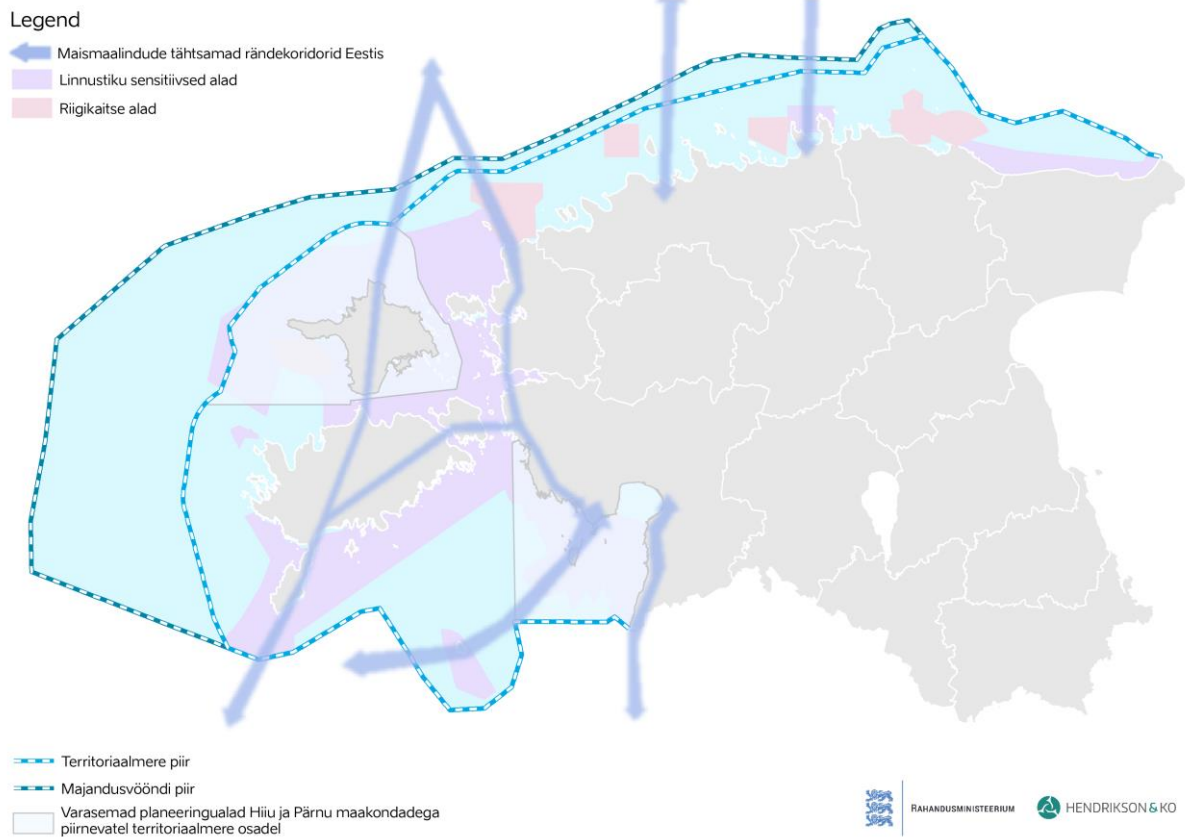 Legend
Maismaalindude tähtsamad rändekoridorid Eestis
Linnustiku sensitiivsed alad
Riigikaitse alad
Territoriaalmere piir
Majandusvööndi piir
Varasemad planeeringualad Hiiu ja Pärnu maakondadega
piirnevatel territoriaalmere osadel
RAHANDUSMINISTEERIUM
HENDRIKSON & KO